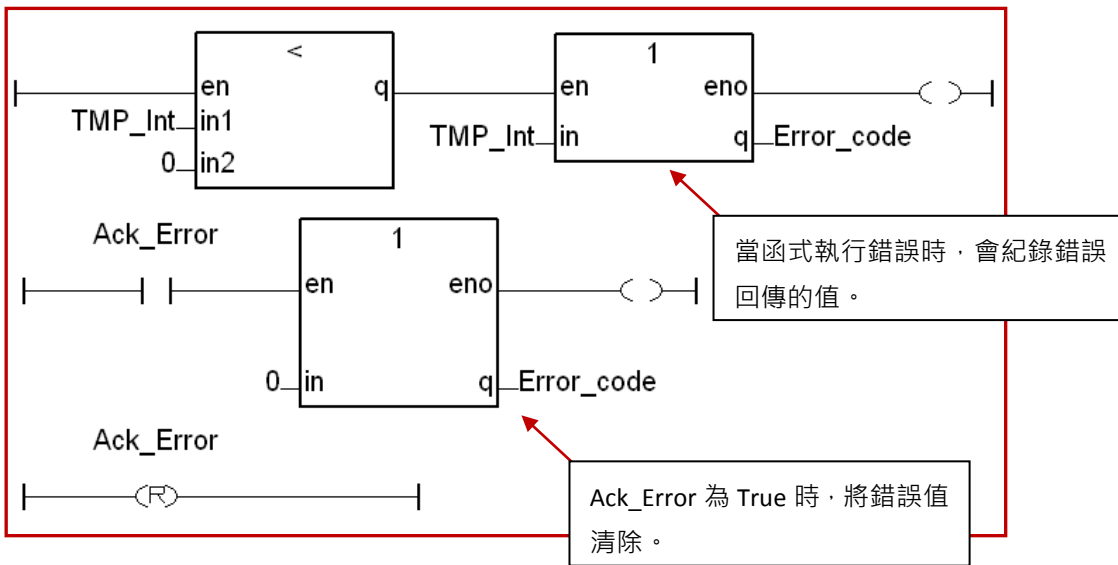 <
1
en
q
en
eno
TMP_Int
in1
TMP_Int
in
q
Error_code
0
in2
當函式執行錯誤時，會紀錄錯誤
回傳的值。
Ack_Error
1
en
eno
0
in
q
Error_code
Ack_Error
R
Ack_Error 為 True 時，將錯誤值
清除。